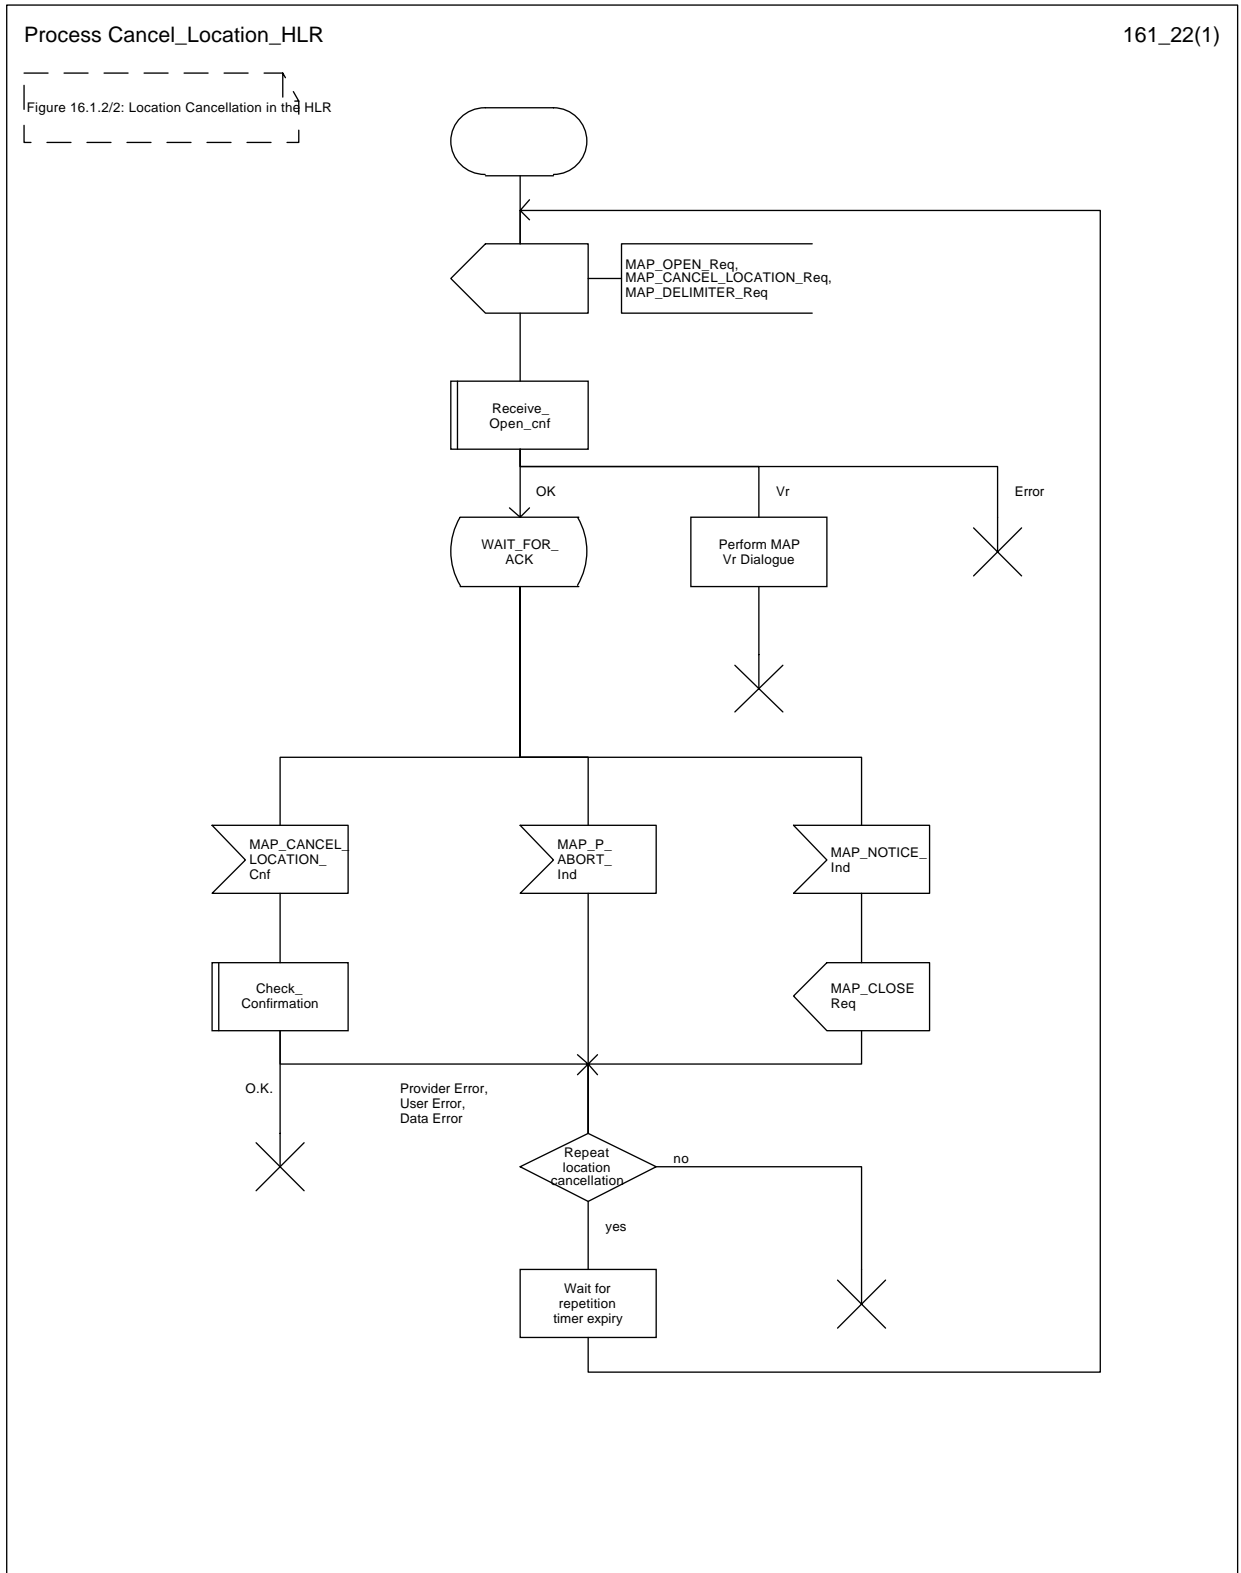 Process Cancel_Location_HLR
161_22(1)
Figure 16.1.2/2: Location Cancellation in the HLR
MAP_OPEN_Req,
MAP_CANCEL_LOCATION_Req,
MAP_DELIMITER_Req
Receive_
Open_cnf
OK
Vr
Error
WAIT_FOR_
ACK
Perform MAP
Vr Dialogue
MAP_CANCEL_
LOCATION_
Cnf
MAP_P_
ABORT_
Ind
MAP_NOTICE_
Ind
Check_
Confirmation
MAP_CLOSE
Req
O.K.
Provider Error,
User Error,
Data Error
Repeat
location
cancellation
no
yes
Wait for
repetition
timer expiry